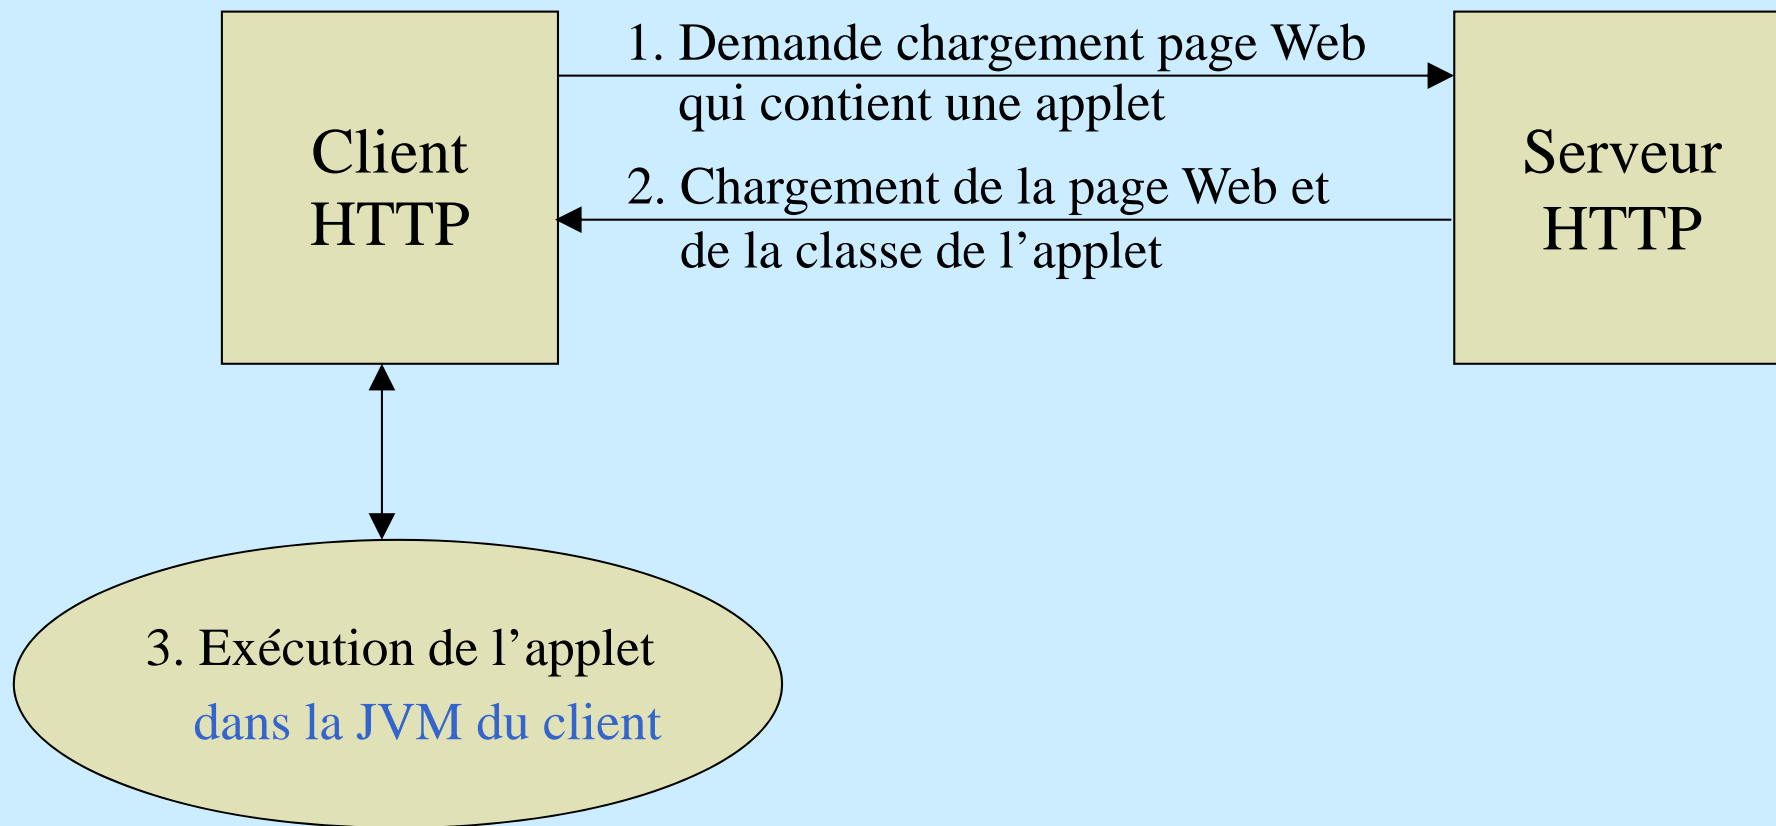 Client
HTTP
1. Demande chargement page Web
qui contient une applet
2. Chargement de la page Web et
de la classe de l’applet
Serveur
HTTP
3. Exécution de l’applet
dans la JVM du client